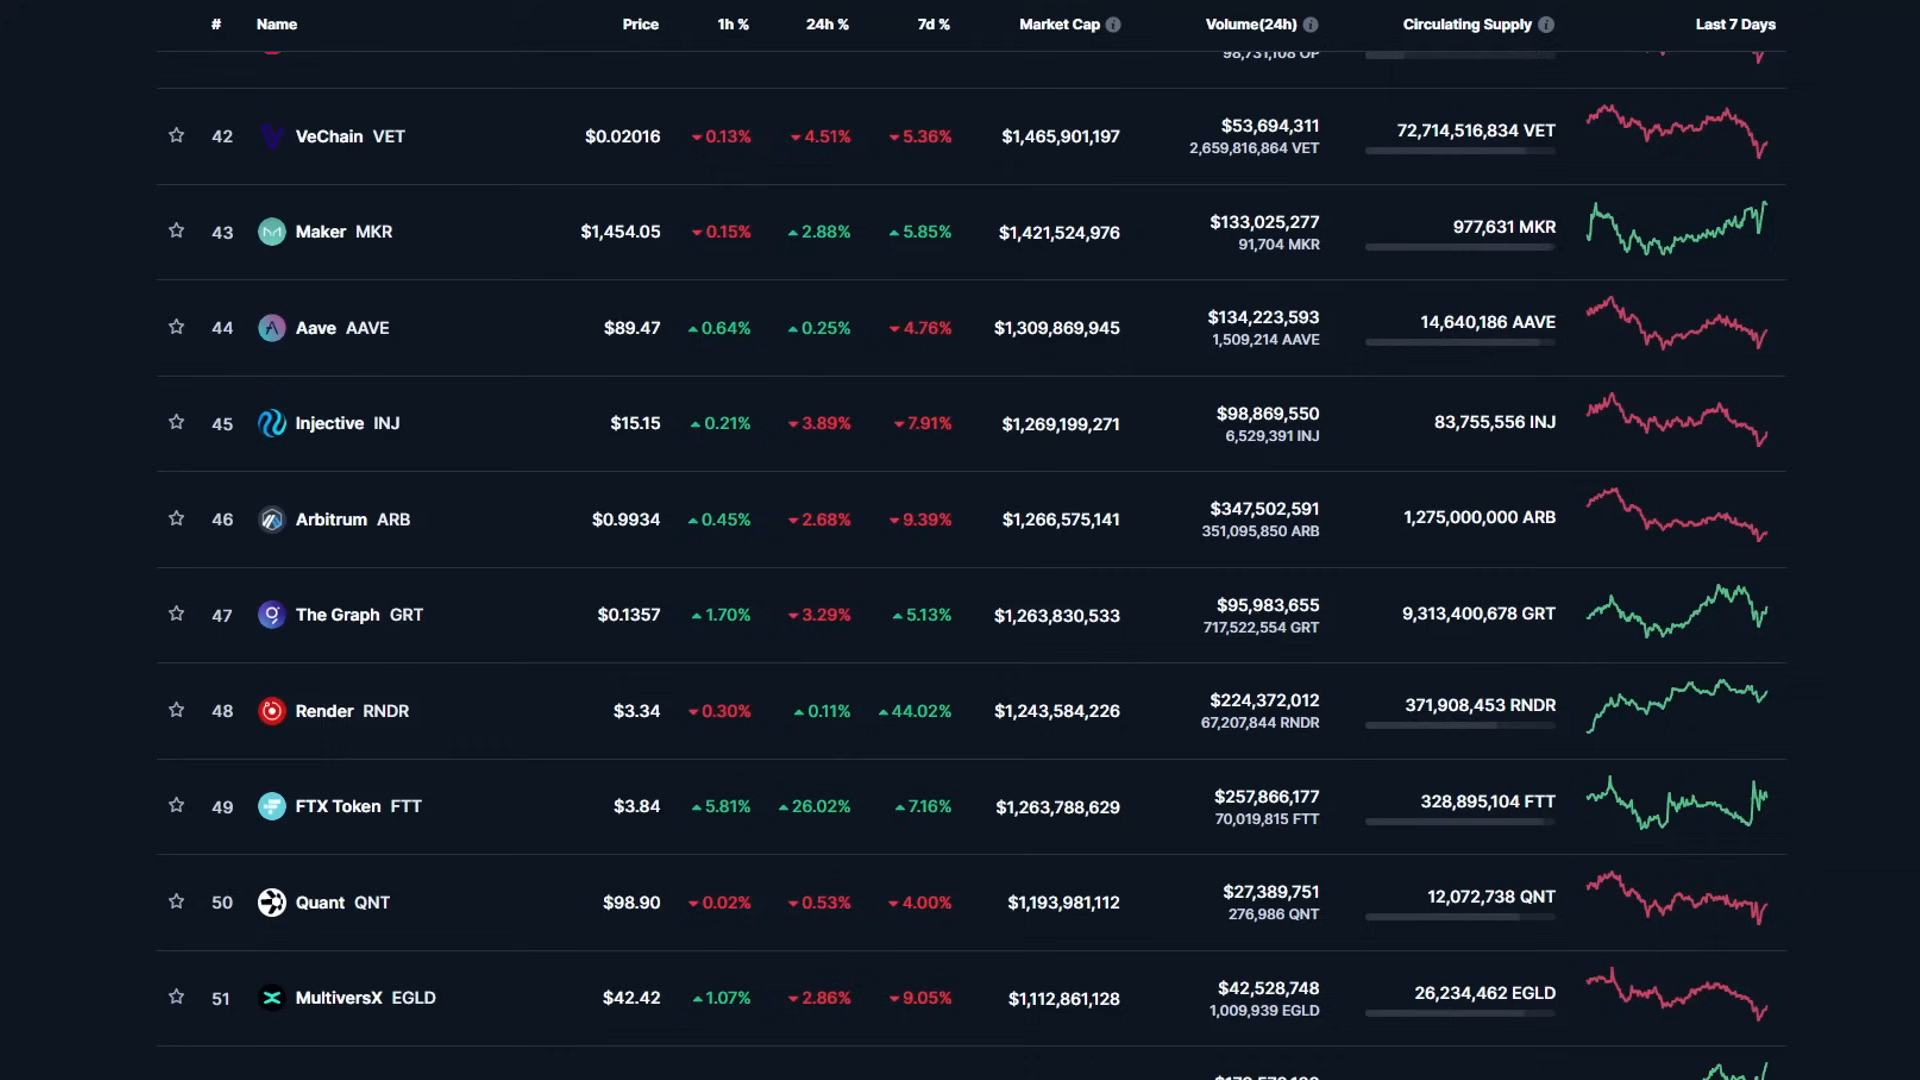 # Name Price 1h % 24h % 7d % Market Cap Volume(24h) Circulating Supply Last 7 Days
98,731,108 OP
42 VeChain VET $0.02016 0.13% 4.51% 5.36% $1,465,901,197 $53,694,311 72,714,516,834 VET
2,659,816,864 VET
43 Maker MKR $1,454.05 0.15% 2.88% 5.85% $1,421,524,976 $133,025,277 977,631 MKR
91,704 MKR
44 Aave AAVE $89.47 0.64% 0.25% 4.76% $1,309,869,945 $134,223,593 14,640,186 AAVE
1,509,214 AAVE
45 Injective INJ $15.15 0.21% 3.89% 7.91% $1,269,199,271 $98,869,550 83,755,556 INJ
6,529,391 INJ
46 Arbitrum ARB $0.9934 0.45% 2.68% 9.39% $1,266,575,141 $347,502,591 1,275,000,000 ARB
351,095,850 ARB
47 The Graph GRT $0.1357 1.70% 3.29% 5.13% $1,263,830,533 $95,983,655 9,313,400,678 GRT
717,522,554 GRT
48 Render RNDR $3.34 0.30% 0.11% 44.02% $1,243,584,226 $224,372,012 371,908,453 RNDR
67,207,844 RNDR
49 FTX Token FTT $3.84 5.81% 26.02% 7.16% $1,263,788,629 $257,866,177 328,895,104 FTT
70,019,815 FTT
50 Quant QNT $98.90 0.02% 0.53% 4.00% $1,193,981,112 $27,389,751 12,072,738 QNT
276,986 QNT
51 MultiversX EGLD $42.42 1.07% 2.86% 9.05% $1,112,861,128 $42,528,748 26,234,462 EGLD
1,009,939 EGLD